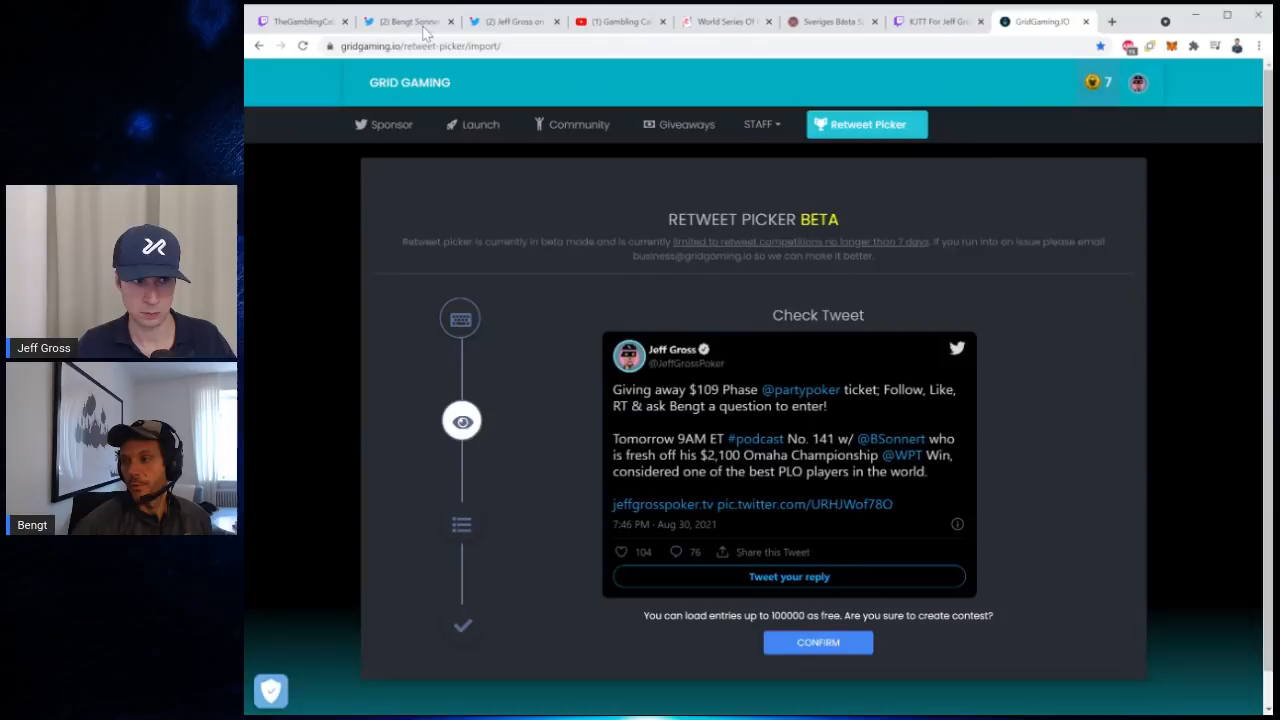 TheGamblingCa
(2) Bengt Sonner
(2) Jeff Gross on
(1) Gambling Ca
World Series Of
Sveriges Bästa S
KJTT For Jeff Gro
GridGaming.IO
gridgaming.io/retweet-picker/import/
GRID GAMING
7
Sponsor
Launch
Community
Giveaways
STAFF
Retweet Picker
RETWEET PICKER BETA
Retweet picker is currently in beta mode and is currently limited to retweet competitions no longer than 7 days. If you run into an issue please email
business@gridgaming.io so we can make it better.
Check Tweet
Jeff Gross
@JeffGrossPoker
Giving away $109 Phase @partypoker ticket; Follow, Like,
RT & ask Bengt a question to enter!
Tomorrow 9AM ET #podcast No. 141 w/ @BSonnert who
is fresh off his $2,100 Omaha Championship @WPT Win,
considered one of the best PLO players in the world.
jeffgrosspoker.tv pic.twitter.com/URHJWof78O
7:46 PM · Aug 30, 2021
104
76
Share this Tweet
Tweet your reply
You can load entries up to 100000 as free. Are you sure to create contest?
CONFIRM
Jeff Gross
Bengt